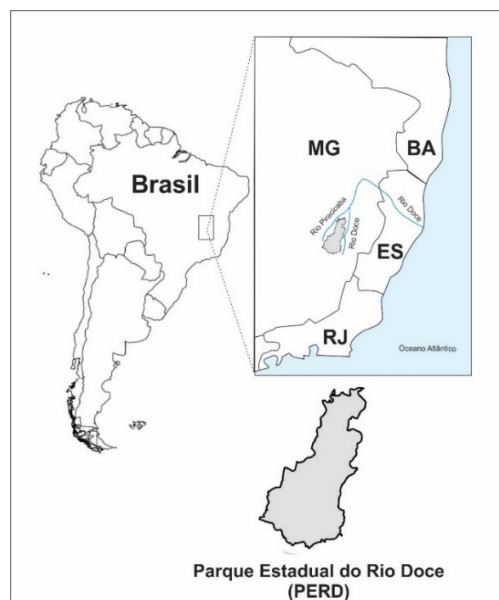 Brasil
MG
BA
Rio Piracicaba
Rio Doce
Rio Doce
ES
RJ
Oceano Atlântico
Parque Estadual do Rio Doce
(PERD)